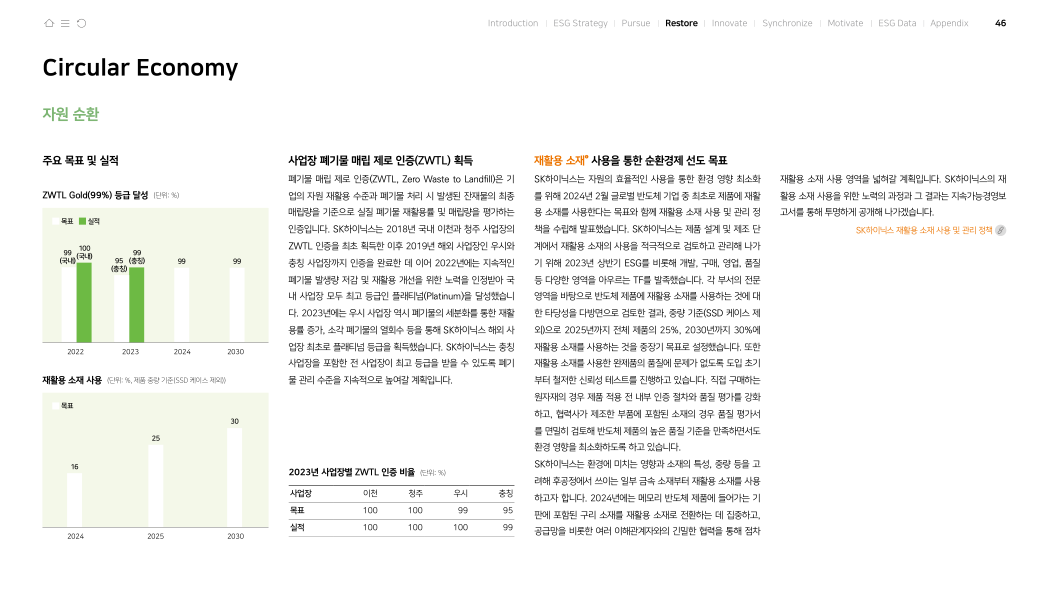 Introduction | ESG Strategy | Pursue | Restore | Innovate | Synchronize | Motivate | ESG Data | Appendix 46
Circular Economy
자원 순환
주요 목표 및 실적
ZWTL Gold(99%) 등급 달성 (단위: %)
목표 실적
99 (국내) 100 (국내) 95 (충칭) 99 (충칭) 99 99
2022 2023 2024 2030
재활용 소재 사용 (단위: %, 제품 중량 기준(SSD 케이스 제외))
목표
16 25 30
2024 2025 2030
사업장 폐기물 매립 제로 인증(ZWTL) 획득
폐기물 매립 제로 인증(ZWTL, Zero Waste to Landfill)은 기
업의 자원 재활용 수준과 폐기물 처리 시 발생된 잔재물의 최종
매립량을 기준으로 실질 폐기물 재활용률 및 매립량을 평가하는
인증입니다. SK하이닉스는 2018년 국내 이천과 청주 사업장의
ZWTL 인증을 최초 획득한 이후 2019년 해외 사업장인 우시와
충칭 사업장까지 인증을 완료한 데 이어 2022년에는 지속적인
폐기물 발생량 저감 및 재활용 개선을 위한 노력을 인정받아 국
내 사업장 모두 최고 등급인 플래티넘(Platinum)을 달성했습니
다. 2023년에는 우시 사업장 역시 폐기물의 세분화를 통한 재활
용률 증가, 소각 폐기물의 열회수 등을 통해 SK하이닉스 해외 사
업장 최초로 플래티넘 등급을 획득했습니다. SK하이닉스는 충칭
사업장을 포함한 전 사업장이 최고 등급을 받을 수 있도록 폐기
물 관리 수준을 지속적으로 높여갈 계획입니다.
2023년 사업장별 ZWTL 인증 비율 (단위: %)
사업장 이천 청주 우시 충칭
목표 100 100 99 95
실적 100 100 100 99
재활용 소재* 사용을 통한 순환경제 선도 목표
SK하이닉스는 자원의 효율적인 사용을 통한 환경 영향 최소화
를 위해 2024년 2월 글로벌 반도체 기업 중 최초로 제품에 재활
용 소재를 사용한다는 목표와 함께 재활용 소재 사용 및 관리 정
책을 수립해 발표했습니다. SK하이닉스는 제품 설계 및 제조 단
계에서 재활용 소재의 사용을 적극적으로 검토하고 관리해 나가
기 위해 2023년 상반기 ESG를 비롯해 개발, 구매, 영업, 품질
등 다양한 영역을 아우르는 TF를 발족했습니다. 각 부서의 전문
영역을 바탕으로 반도체 제품에 재활용 소재를 사용하는 것에 대
한 타당성을 다방면으로 검토한 결과, 중량 기준(SSD 케이스 제
외)으로 2025년까지 전체 제품의 25%, 2030년까지 30%에
재활용 소재를 사용하는 것을 중장기 목표로 설정했습니다. 또한
재활용 소재를 사용한 완제품의 품질에 문제가 없도록 도입 초기
부터 철저한 신뢰성 테스트를 진행하고 있습니다. 직접 구매하는
원자재의 경우 제품 적용 전 내부 인증 절차와 품질 평가를 강화
하고, 협력사가 제조한 부품에 포함된 소재의 경우 품질 평가서
를 면밀히 검토해 반도체 제품의 높은 품질 기준을 만족하면서도
환경 영향을 최소화하도록 하고 있습니다.
SK하이닉스는 환경에 미치는 영향과 소재의 특성, 중량 등을 고
려해 후공정에서 쓰이는 일부 금속 소재부터 재활용 소재를 사용
하고자 합니다. 2024년에는 메모리 반도체 제품에 들어가는 기
판에 포함된 구리 소재를 재활용 소재로 전환하는 데 집중하고,
공급망을 비롯한 여러 이해관계자와의 긴밀한 협력을 통해 점차
재활용 소재 사용 영역을 넓혀갈 계획입니다. SK하이닉스의 재
활용 소재 사용을 위한 노력의 과정과 그 결과는 지속가능경영보
고서를 통해 투명하게 공개해 나가겠습니다.
SK하이닉스 재활용 소재 사용 및 관리 정책